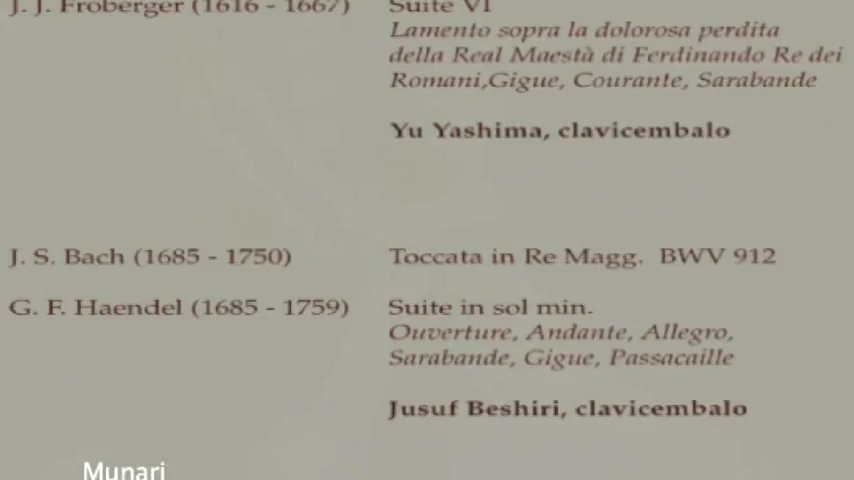 J. J. Froberger (1616 - 1667)
Suite VI
Lamento sopra la dolorosa perdita
della Real Maestà di Ferdinando Re dei
Romani,Gigue, Courante, Sarabande
Yu Yashima, clavicembalo
J. S. Bach (1685 - 1750)
Toccata in Re Magg. BWV 912
G. F. Haendel (1685 - 1759)
Suite in sol min.
Ouverture, Andante, Allegro,
Sarabande, Gigue, Passacaille
Jusuf Beshiri, clavicembalo
Munari